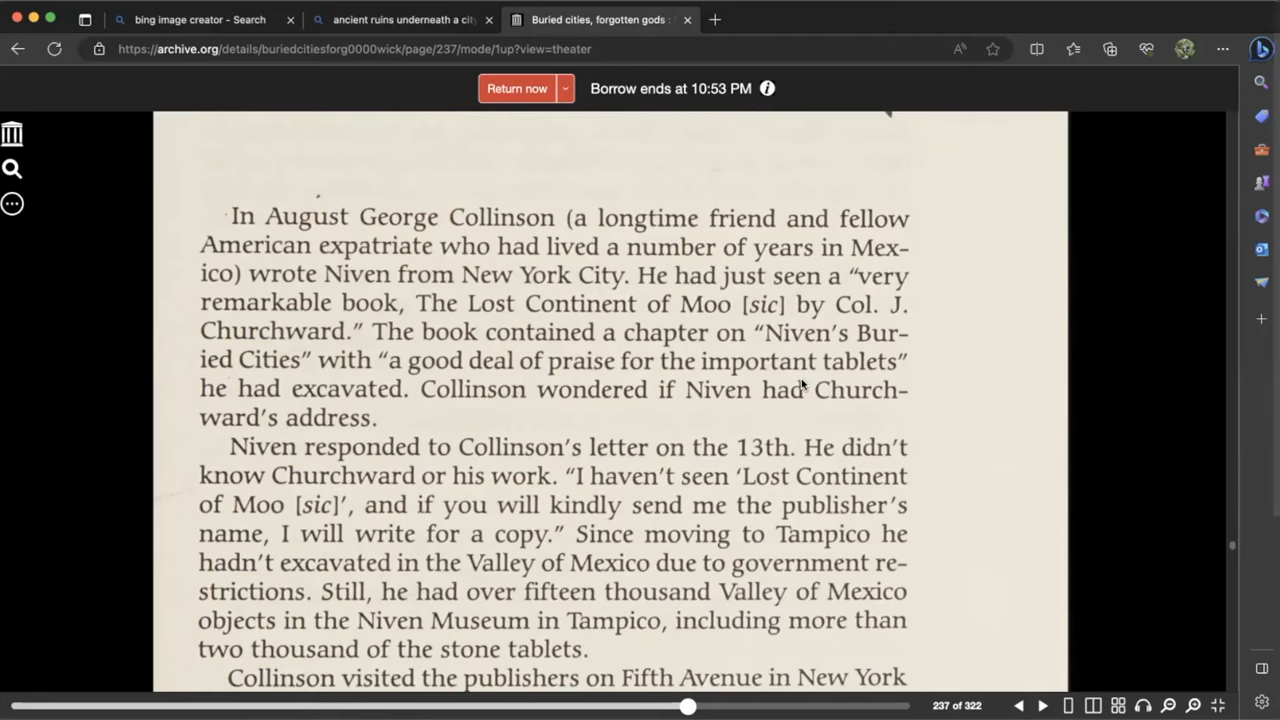 bing image creator - Search
ancient ruins underneath a city
Buried cities, forgotten gods :
https://archive.org/details/buriedcitiesforg0000wick/page/237/mode/1up?view=theater
Return now
Borrow ends at 10:53 PM
In August George Collinson (a longtime friend and fellow
American expatriate who had lived a number of years in Mex-
ico) wrote Niven from New York City. He had just seen a “very
remarkable book, The Lost Continent of Moo [sic] by Col. J.
Churchward.” The book contained a chapter on “Niven’s Bur-
ied Cities” with “a good deal of praise for the important tablets”
he had excavated. Collinson wondered if Niven had Church-
ward’s address.
Niven responded to Collinson’s letter on the 13th. He didn’t
know Churchward or his work. “I haven’t seen ‘Lost Continent
of Moo [sic]’, and if you will kindly send me the publisher’s
name, I will write for a copy.” Since moving to Tampico he
hadn’t excavated in the Valley of Mexico due to government re-
strictions. Still, he had over fifteen thousand Valley of Mexico
objects in the Niven Museum in Tampico, including more than
two thousand of the stone tablets.
Collinson visited the publishers on Fifth Avenue in New York
237 of 322